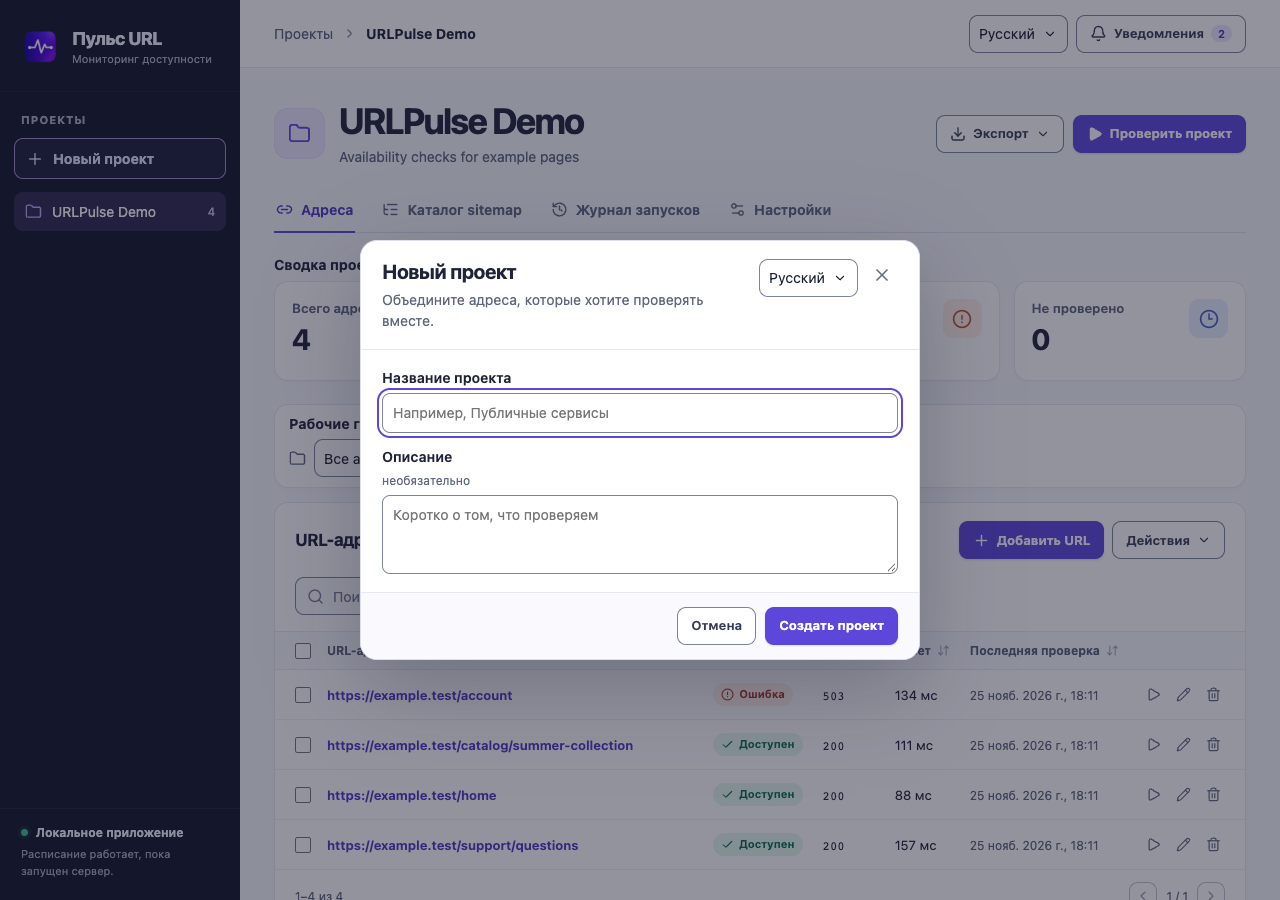 Пульс URL
Мониторинг доступности
ПРОЕКТЫ
Новый проект
URLPulse Demo 4
Локальное приложение
Расписание работает, пока
запущен сервер.
Проекты > URLPulse Demo
Русский
Уведомления 2
URLPulse Demo
Availability checks for example pages
Экспорт
Проверить проект
Адреса
Каталог sitemap
Журнал запусков
Настройки
Сводка
Всего
4
Не проверено
0
Рабочие
Все
Новый проект
Объедините адреса, которые хотите проверять
вместе.
Русский
Название проекта
Например, Публичные сервисы
Описание
необязательно
Коротко о том, что проверяем
Отмена
Создать проект
Добавить URL
Действия
Последняя проверка
https://example.test/account Ошибка 503 134 мс 25 нояб. 2026 г., 18:11
https://example.test/catalog/summer-collection Доступен 200 111 мс 25 нояб. 2026 г., 18:11
https://example.test/home Доступен 200 88 мс 25 нояб. 2026 г., 18:11
https://example.test/support/questions Доступен 200 157 мс 25 нояб. 2026 г., 18:11
1–4 из 4
1 / 1